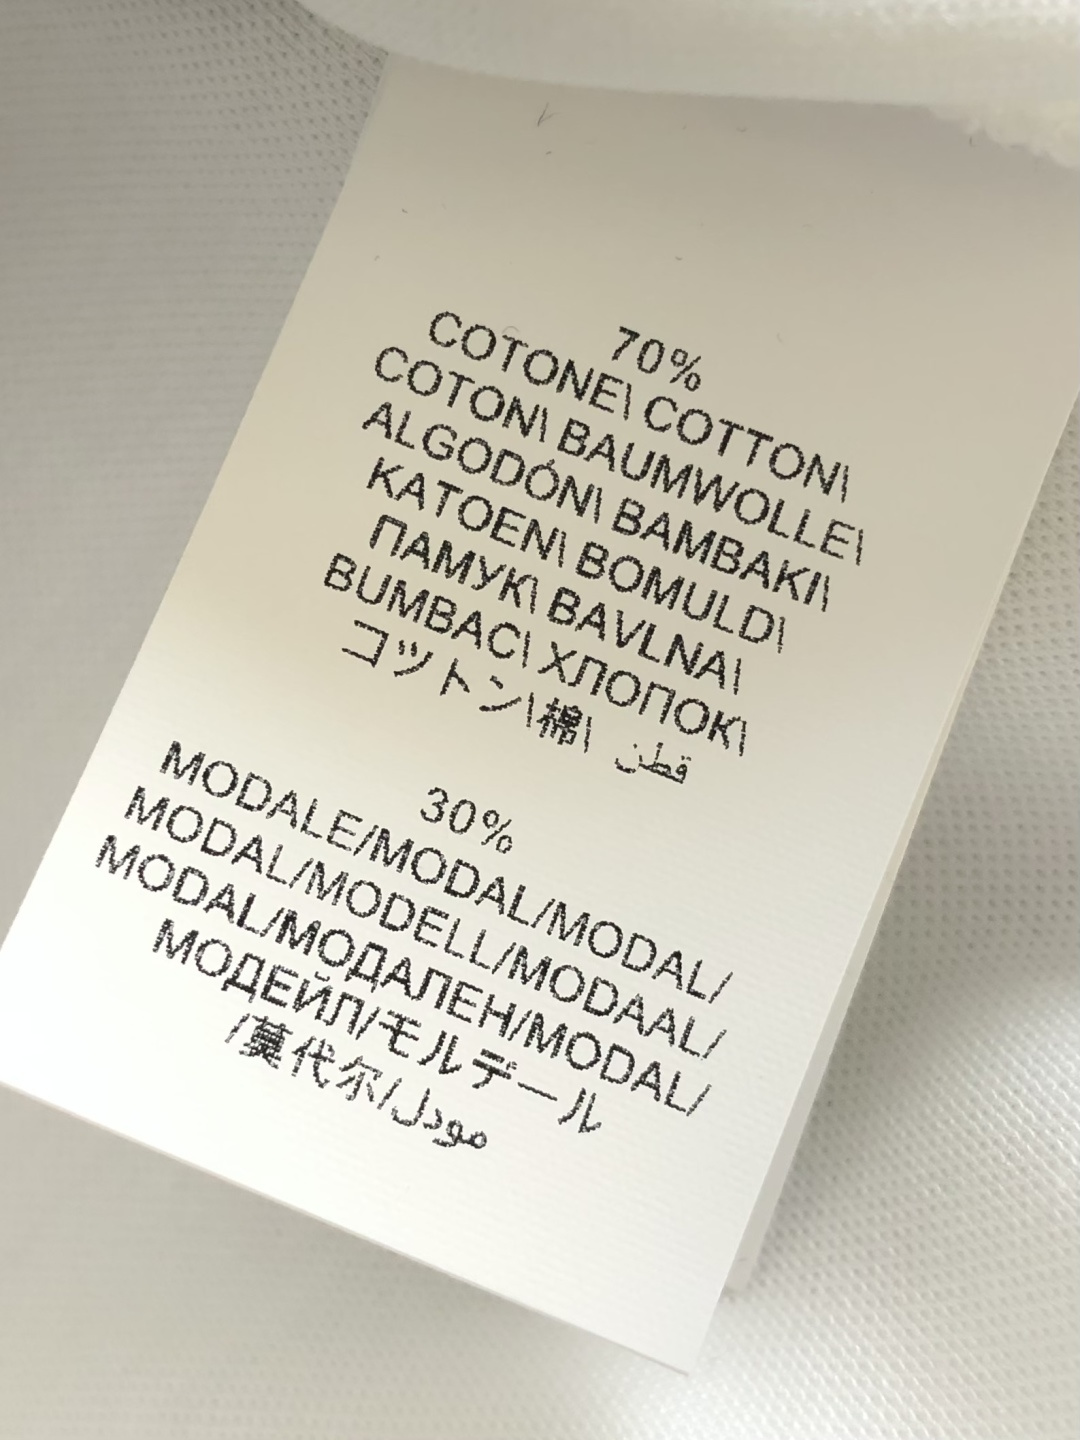 70%
COTONE\ COTTON\
COTON\ BAUMWOLLE\
ALGODÓN\ BAMBAKI\
KATOEN\ BOMULD\
ПАМУК\ BAVLNA\
BUMBAC\ ХЛОПОК\
コットン\棉\ قطن
30%
MODALE/MODAL/MODAL/
MODAL/MODELL/MODAAL/
MODAL/МОДАЛЕН/MODAL/
МОДЕЙЛ/モルデール
/莫代尔/مودل